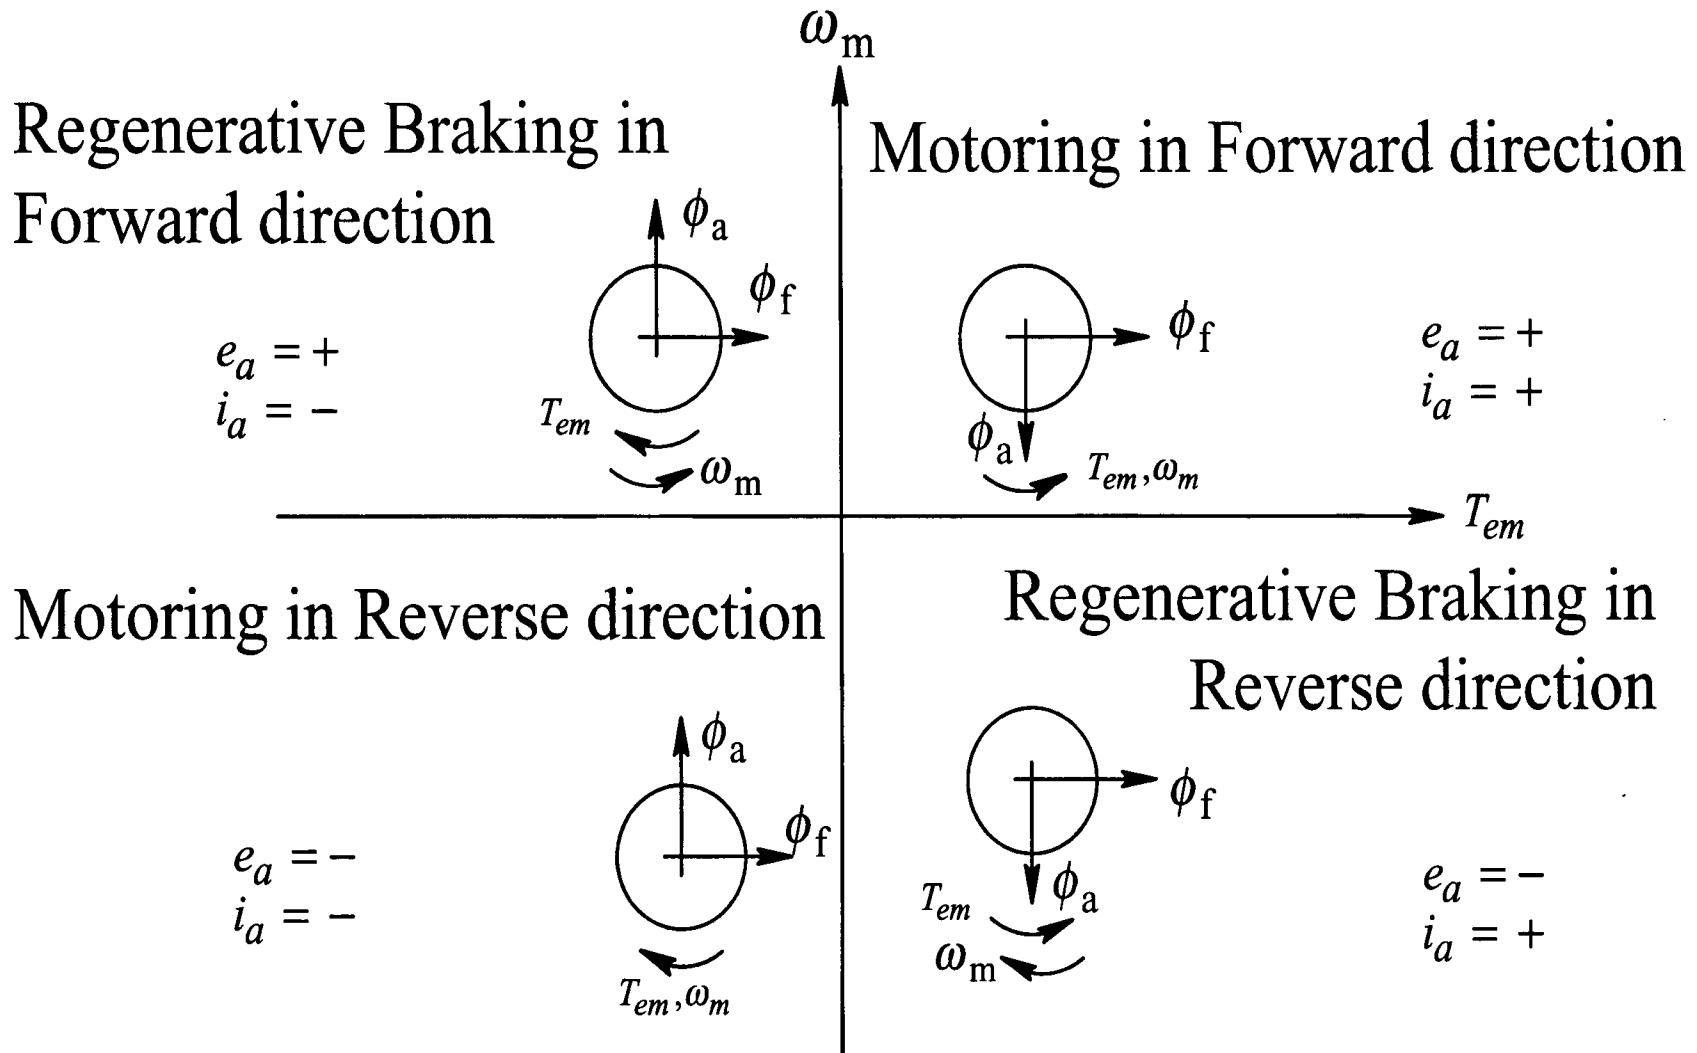 ωm
Regenerative Braking in
Forward direction
ϕa
ϕf
ea = +
ia = −
Tem
ωm
Motoring in Forward direction
ϕf
ea = +
ia = +
ϕa
Tem, ωm
Tem
Motoring in Reverse direction
ϕa
ϕf
ea = −
ia = −
Tem, ωm
Regenerative Braking in
Reverse direction
ϕf
ϕa
Tem
ωm
ea = −
ia = +